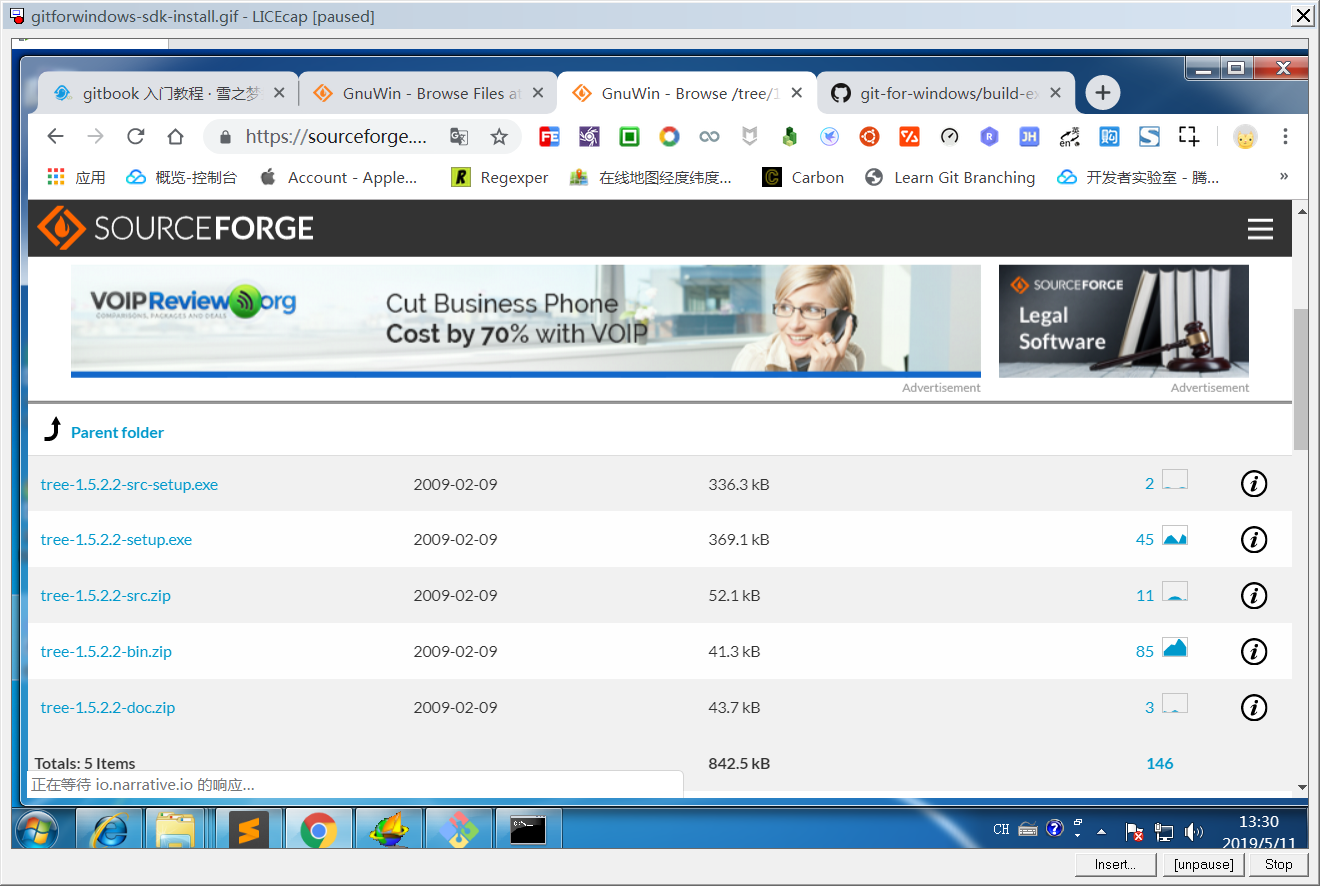 gitforwindows-sdk-install.gif - LICEcap [paused]
gitbook 入门教程 · 雪之梦
GnuWin - Browse Files at
GnuWin - Browse /tree/1
git-for-windows/build-ex
https://sourceforge....
应用
概览-控制台
Account - Apple...
Regexper
在线地图经度纬度...
Carbon
Learn Git Branching
开发者实验室 - 腾...
»
SOURCEFORGE
VOIPReview.org
COMPARISONS, PACKAGES AND DEALS
Cut Business Phone
Cost by 70% with VOIP
SOURCEFORGE
Legal
Software
Advertisement
Advertisement
Parent folder
tree-1.5.2.2-src-setup.exe 2009-02-09 336.3 kB 2
tree-1.5.2.2-setup.exe 2009-02-09 369.1 kB 45
tree-1.5.2.2-src.zip 2009-02-09 52.1 kB 11
tree-1.5.2.2-bin.zip 2009-02-09 41.3 kB 85
tree-1.5.2.2-doc.zip 2009-02-09 43.7 kB 3
Totals: 5 Items 842.5 kB 146
正在等待 io.narrative.io 的响应...
CH
13:30
2019/5/11
Insert...
[unpause]
Stop